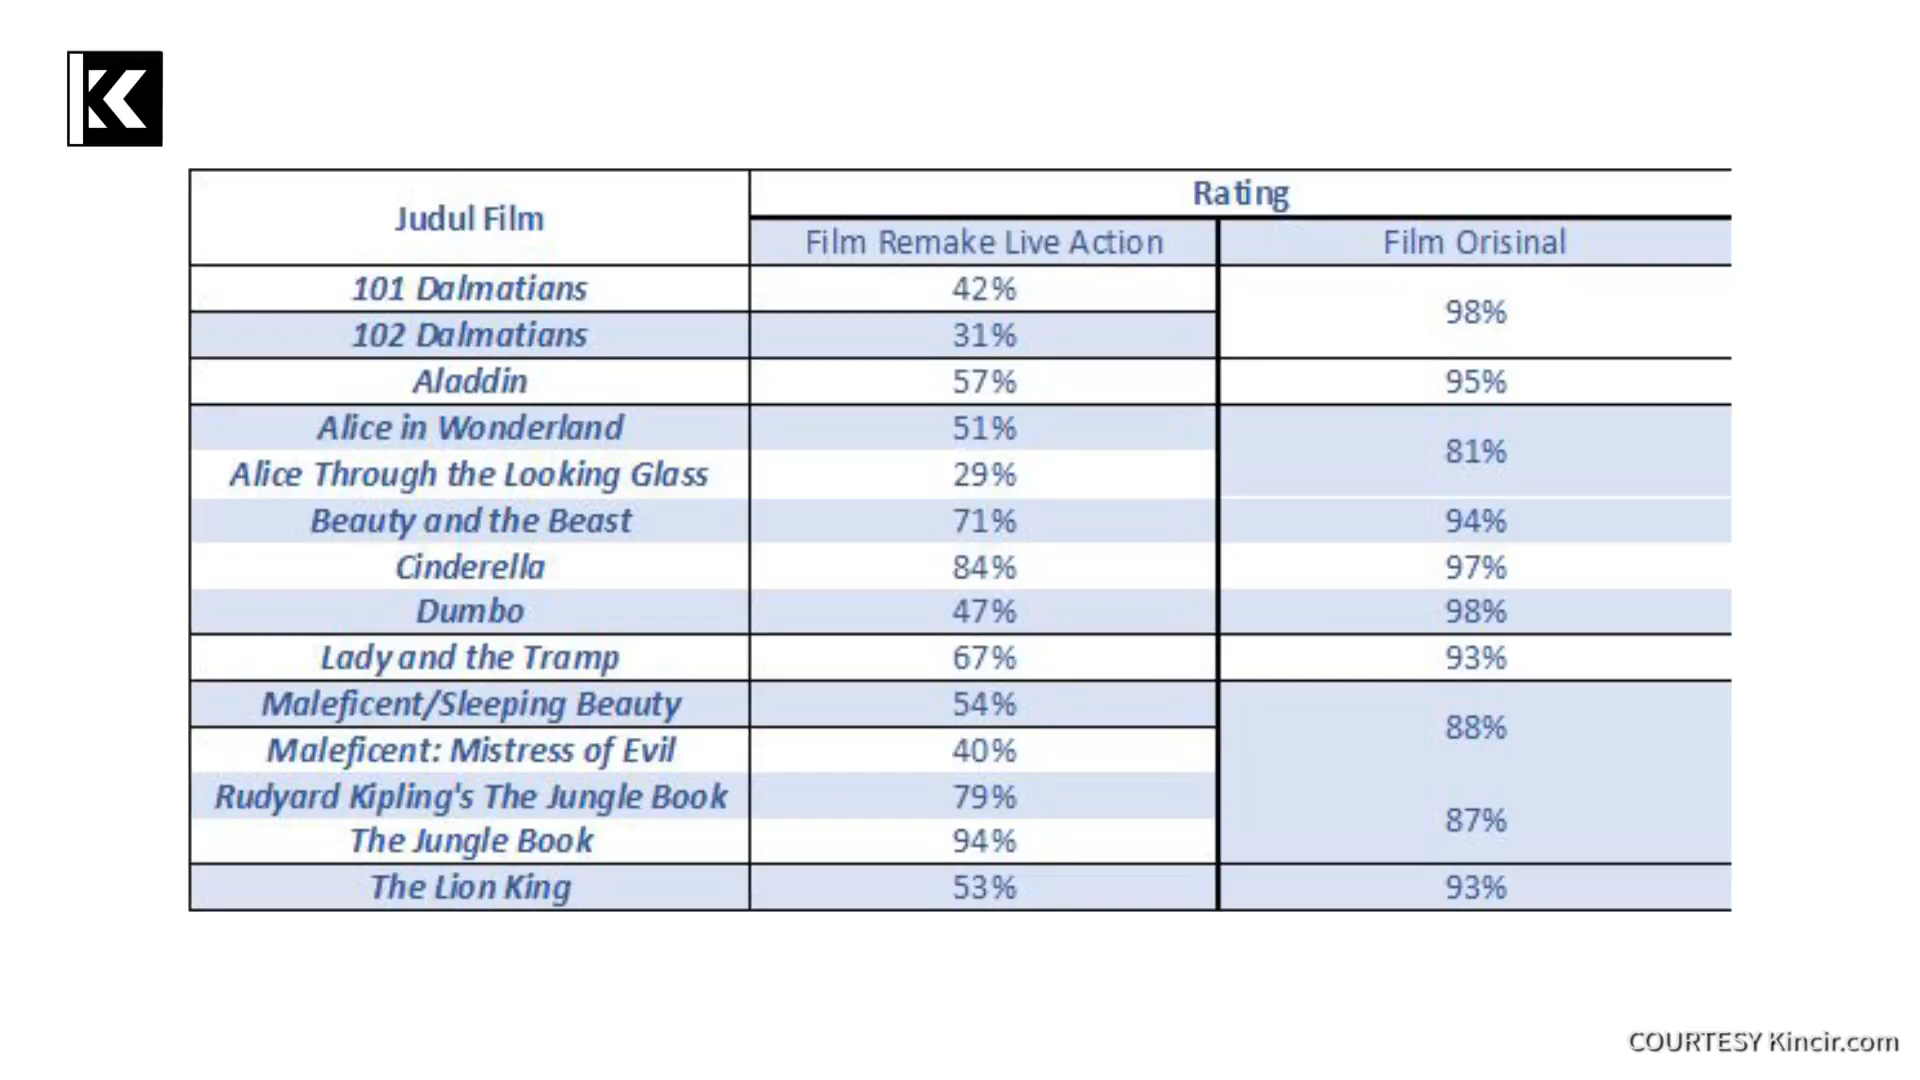 Judul Film
Rating
Film Remake Live Action
Film Orisinal
101 Dalmatians
42%
98%
102 Dalmatians
31%
Aladdin
57%
95%
Alice in Wonderland
51%
81%
Alice Through the Looking Glass
29%
Beauty and the Beast
71%
94%
Cinderella
84%
97%
Dumbo
47%
98%
Lady and the Tramp
67%
93%
Maleficent/Sleeping Beauty
54%
88%
Maleficent: Mistress of Evil
40%
Rudyard Kipling's The Jungle Book
79%
87%
The Jungle Book
94%
The Lion King
53%
93%
COURTESY Kincir.com